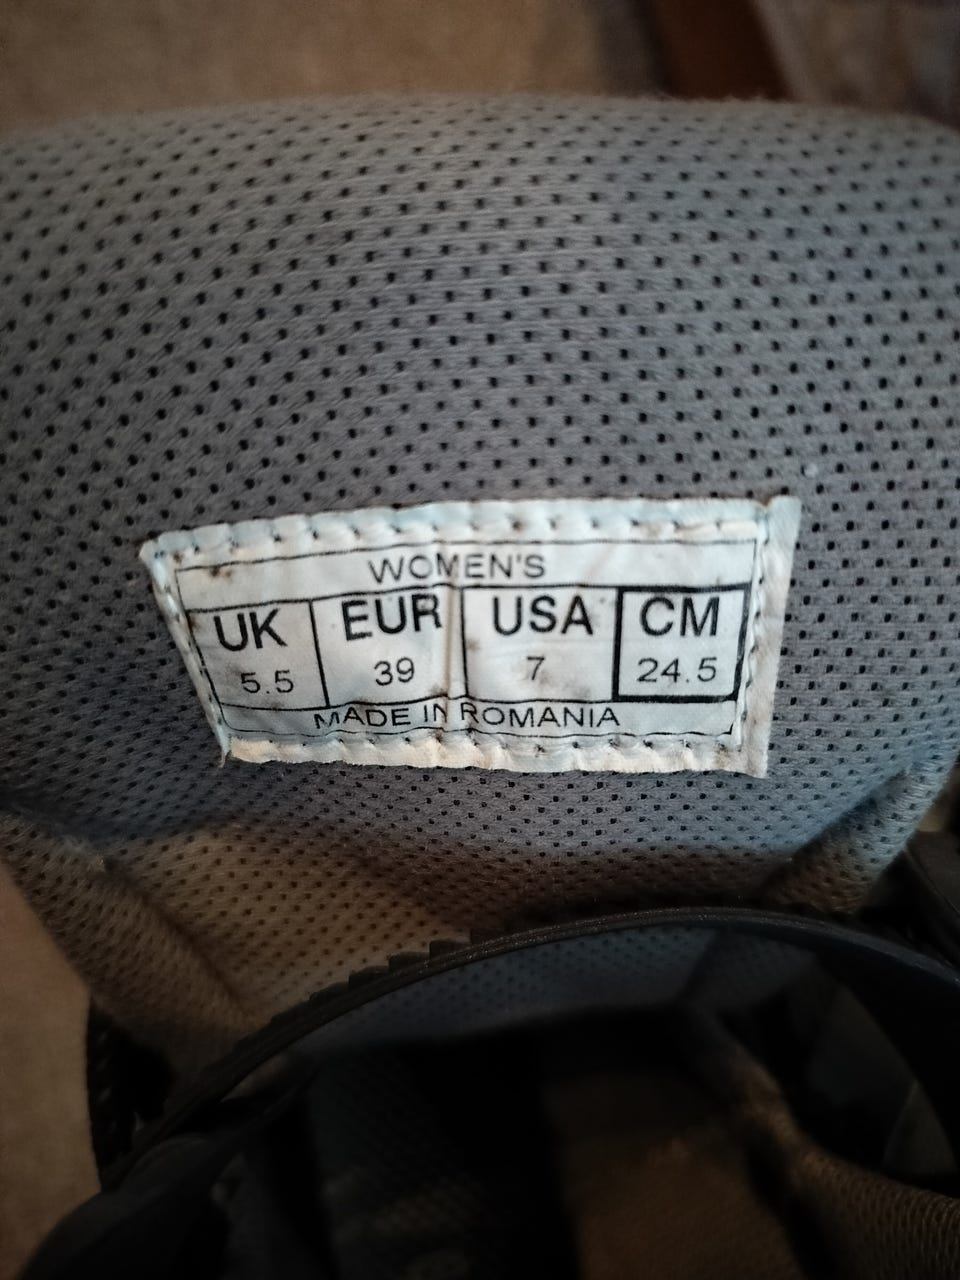 WOMEN'S
UK EUR USA CM
5.5 39 7 24.5
MADE IN ROMANIA